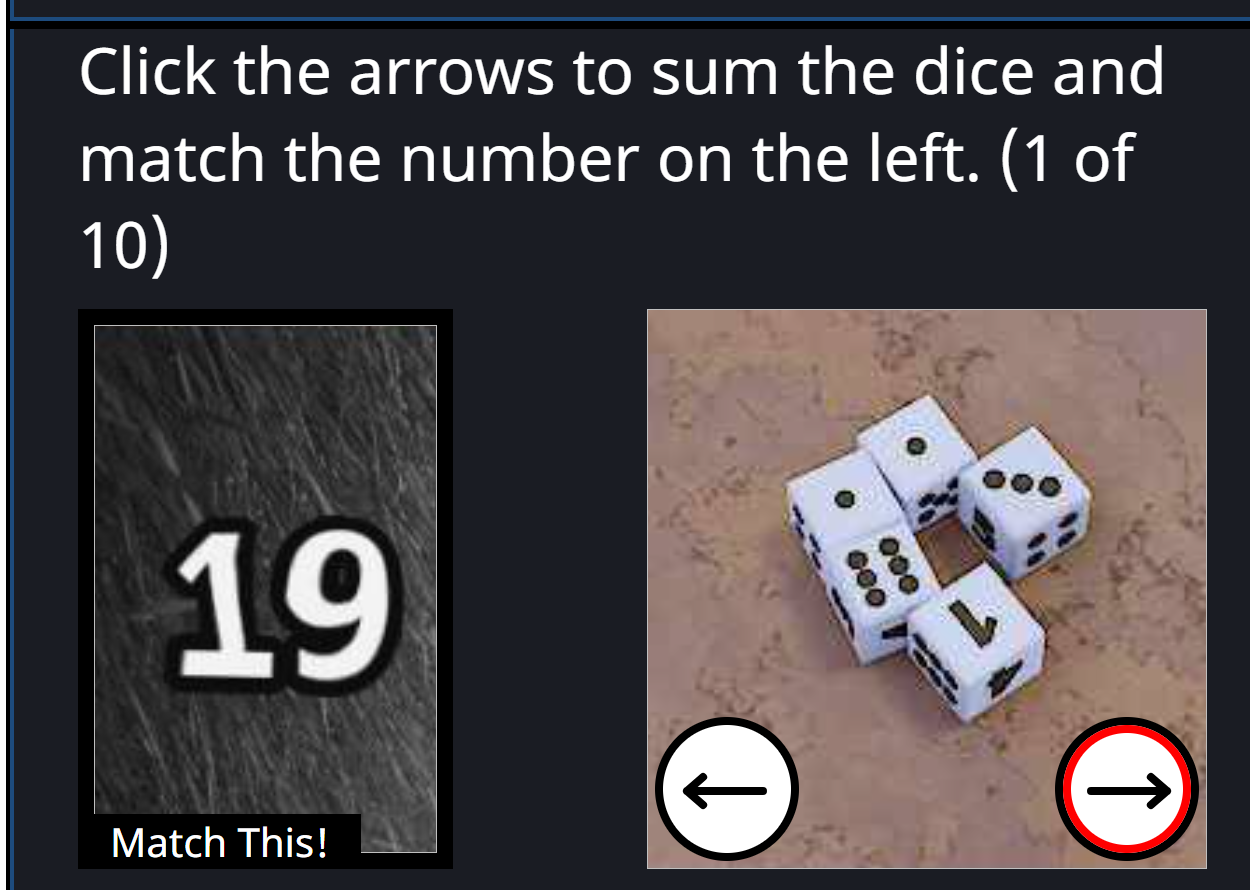 Click the arrows to sum the dice and
match the number on the left. (1 of
10)
19
1
Match This!